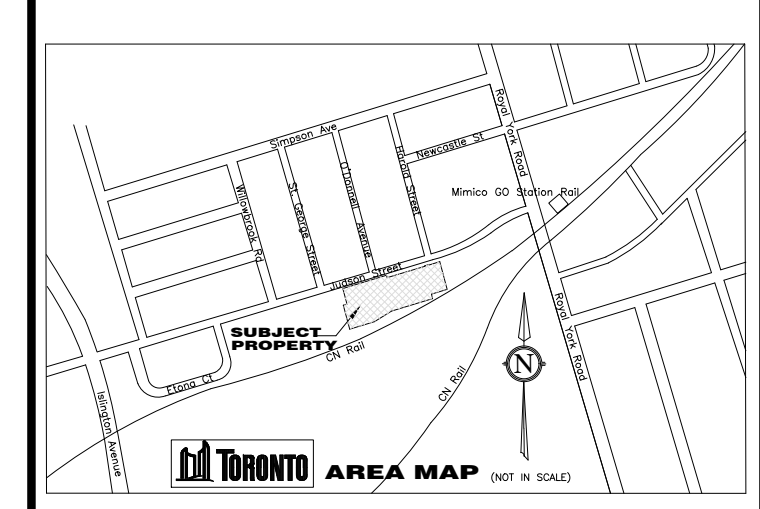 Royal York Road
Simpson Ave
Newcastle St
Harold Street
O'Donnell Avenue
St. George Street
Willowbrook Rd
Mimico GO Station Rail
Judson Street
SUBJECT
PROPERTY
CN Rail
Royal York Road
CN Rail
N
Etona Ct
Islington Avenue
TORONTO
AREA MAP (NOT IN SCALE)